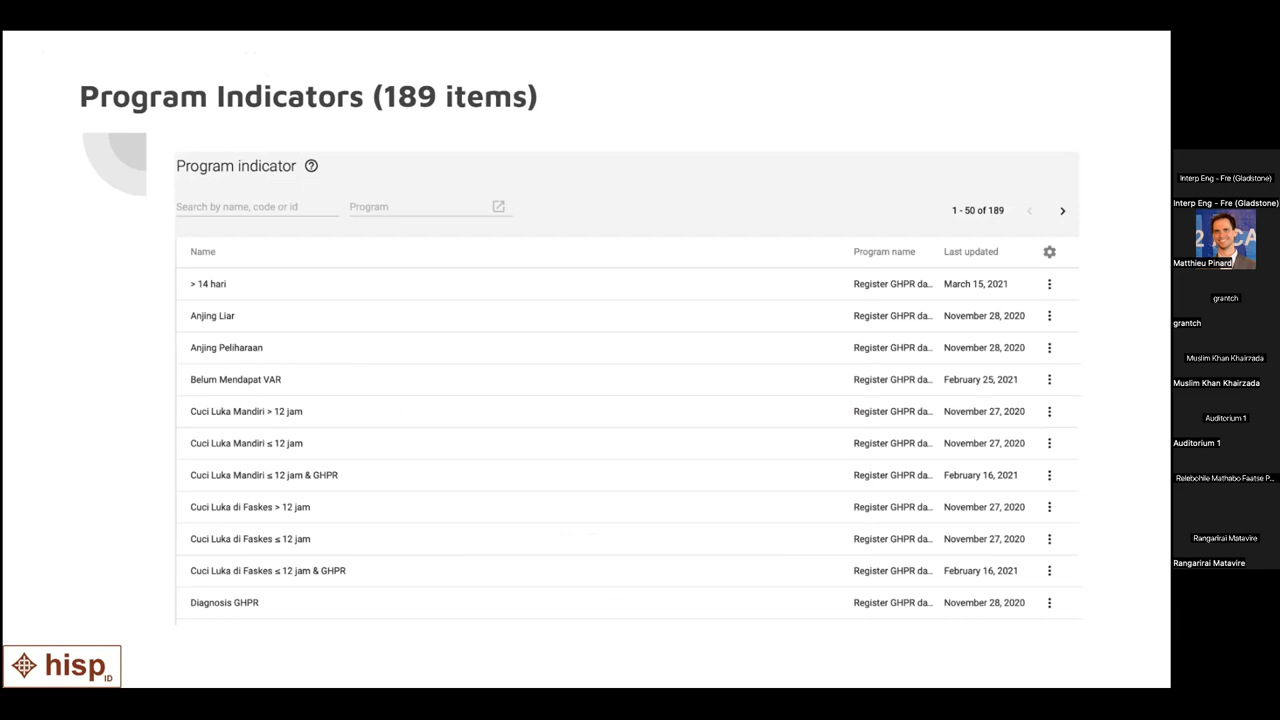 Program Indicators (189 items)
Program indicator ?
Search by name, code or id
Program
1 - 50 of 189
Name Program name Last updated
> 14 hari Register GHPR da... March 15, 2021
Anjing Liar Register GHPR da... November 28, 2020
Anjing Peliharaan Register GHPR da... November 28, 2020
Belum Mendapat VAR Register GHPR da... February 25, 2021
Cuci Luka Mandiri > 12 jam Register GHPR da... November 27, 2020
Cuci Luka Mandiri ≤ 12 jam Register GHPR da... November 27, 2020
Cuci Luka Mandiri ≤ 12 jam & GHPR Register GHPR da... February 16, 2021
Cuci Luka di Faskes > 12 jam Register GHPR da... November 27, 2020
Cuci Luka di Faskes ≤ 12 jam Register GHPR da... November 27, 2020
Cuci Luka di Faskes ≤ 12 jam & GHPR Register GHPR da... February 16, 2021
Diagnosis GHPR Register GHPR da... November 28, 2020
hisp ID
Interp Eng - Fre (Gladstone)
Interp Eng - Fre (Gladstone)
Matthieu Pinard
grantch
grantch
Muslim Khan Khairzada
Muslim Khan Khairzada
Auditorium 1
Auditorium 1
Relebohile Mathabo Faatse P...
Rangarirai Matavire
Rangarirai Matavire